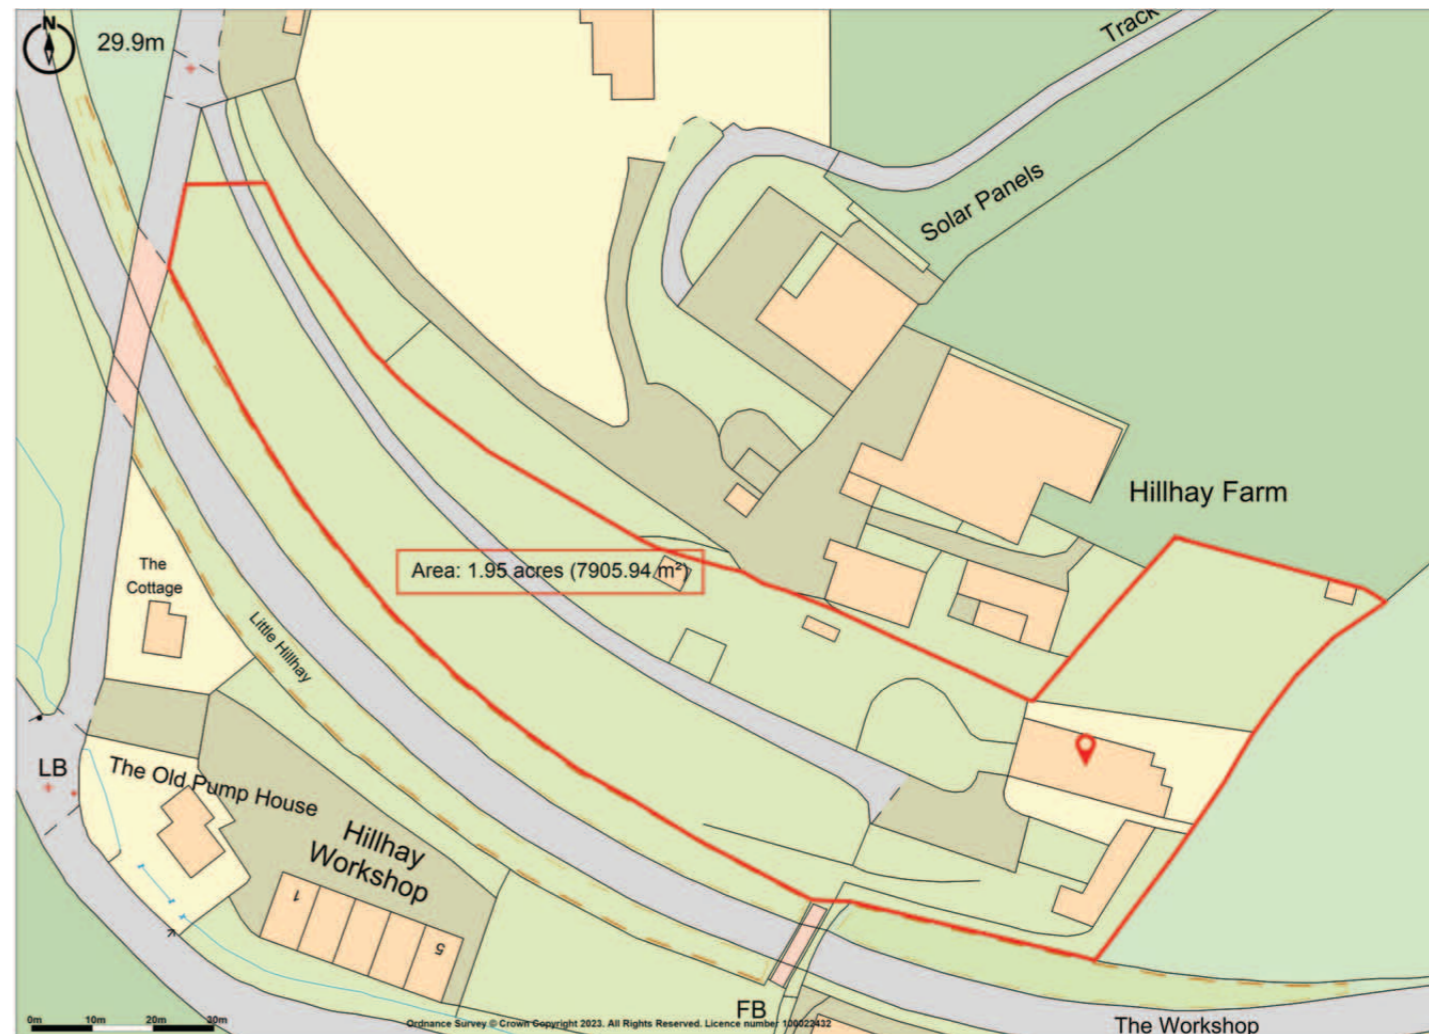 N
29.9m
Track
Solar Panels
Hillhay Farm
Area: 1.95 acres (7905.94 m²)
The
Cottage
Little Hillhay
LB
The Old Pump House
Hillhay
Workshop
1
5
FB
The Workshop
0m 10m 20m 30m
Ordnance Survey © Crown Copyright 2023. All Rights Reserved. Licence number 100022432